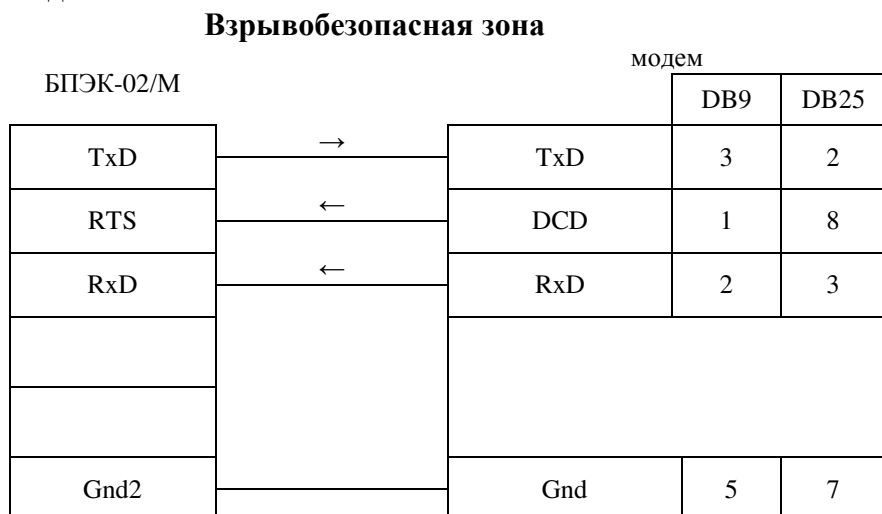 Взрывобезопасная зона
модем
БПЭК-02/М
DB9 DB25
TxD → TxD 3 2
RTS ← DCD 1 8
RxD ← RxD 2 3
Gnd2 Gnd 5 7